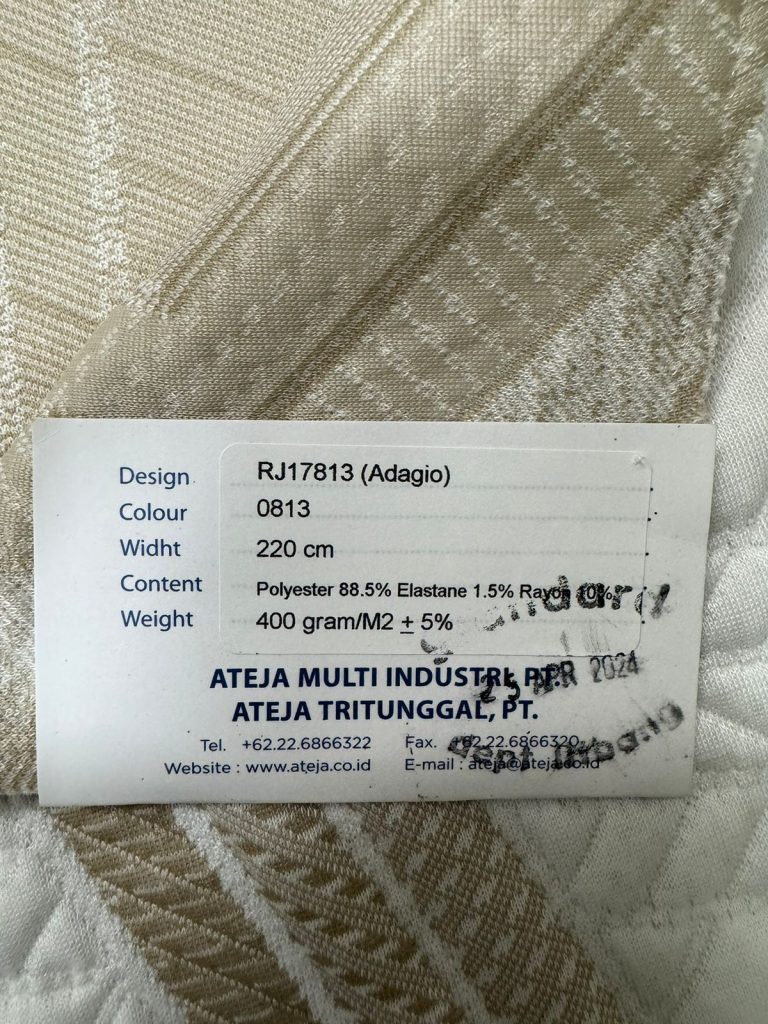 Design RJ17813 (Adagio)
Colour 0813
Widht 220 cm
Content Polyester 88.5% Elastane 1.5% Rayon 10%
Weight 400 gram/M2 ± 5%
ATEJA MULTI INDUSTRI, PT.
ATEJA TRITUNGGAL, PT.
Tel. +62.22.6866322 Fax. +62.22.6866320
Website : www.ateja.co.id E-mail : ateja@ateja.co.id
25 APR 2024